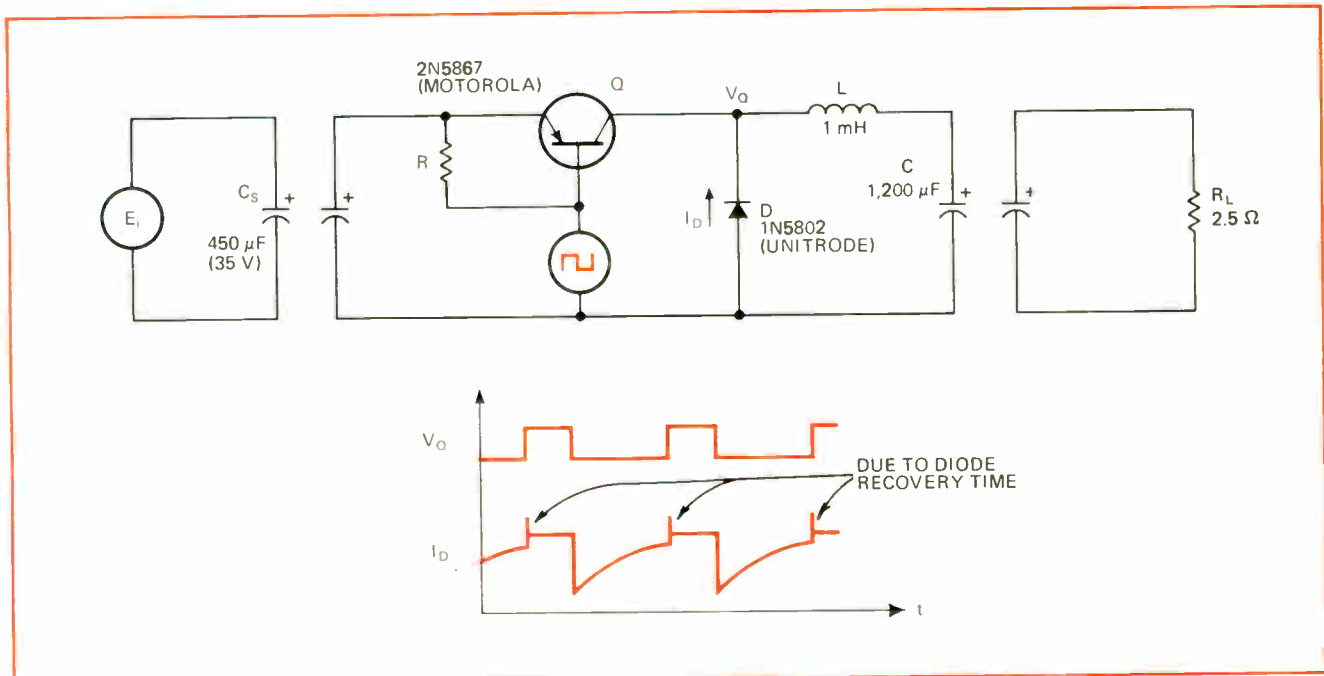 2N5867
(MOTOROLA)
Q
V_Q
L
1 mH
R
C_S
+
+
E_i
450 µF
(35 V)
I_D
D
1N5802
(UNITRODE)
C
1,200 µF
+
+
R_L
2.5 Ω
V_Q
DUE TO DIODE
RECOVERY TIME
I_D
t